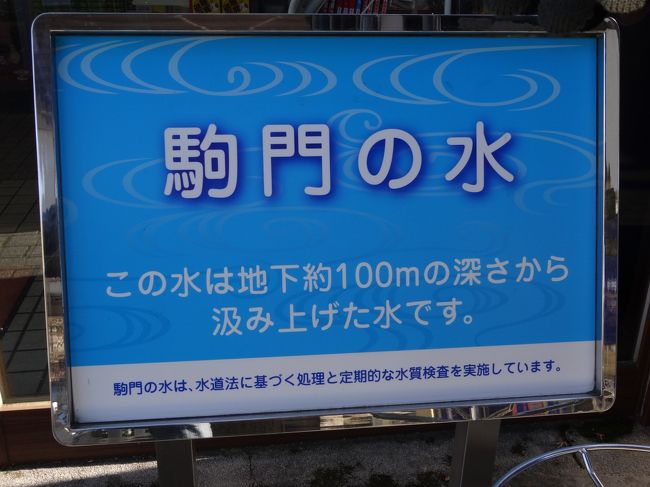 駒門の水
この水は地下約100mの深さから
汲み上げた水です。
駒門の水は、水道法に基づく処理と定期的な水質検査を実施しています。